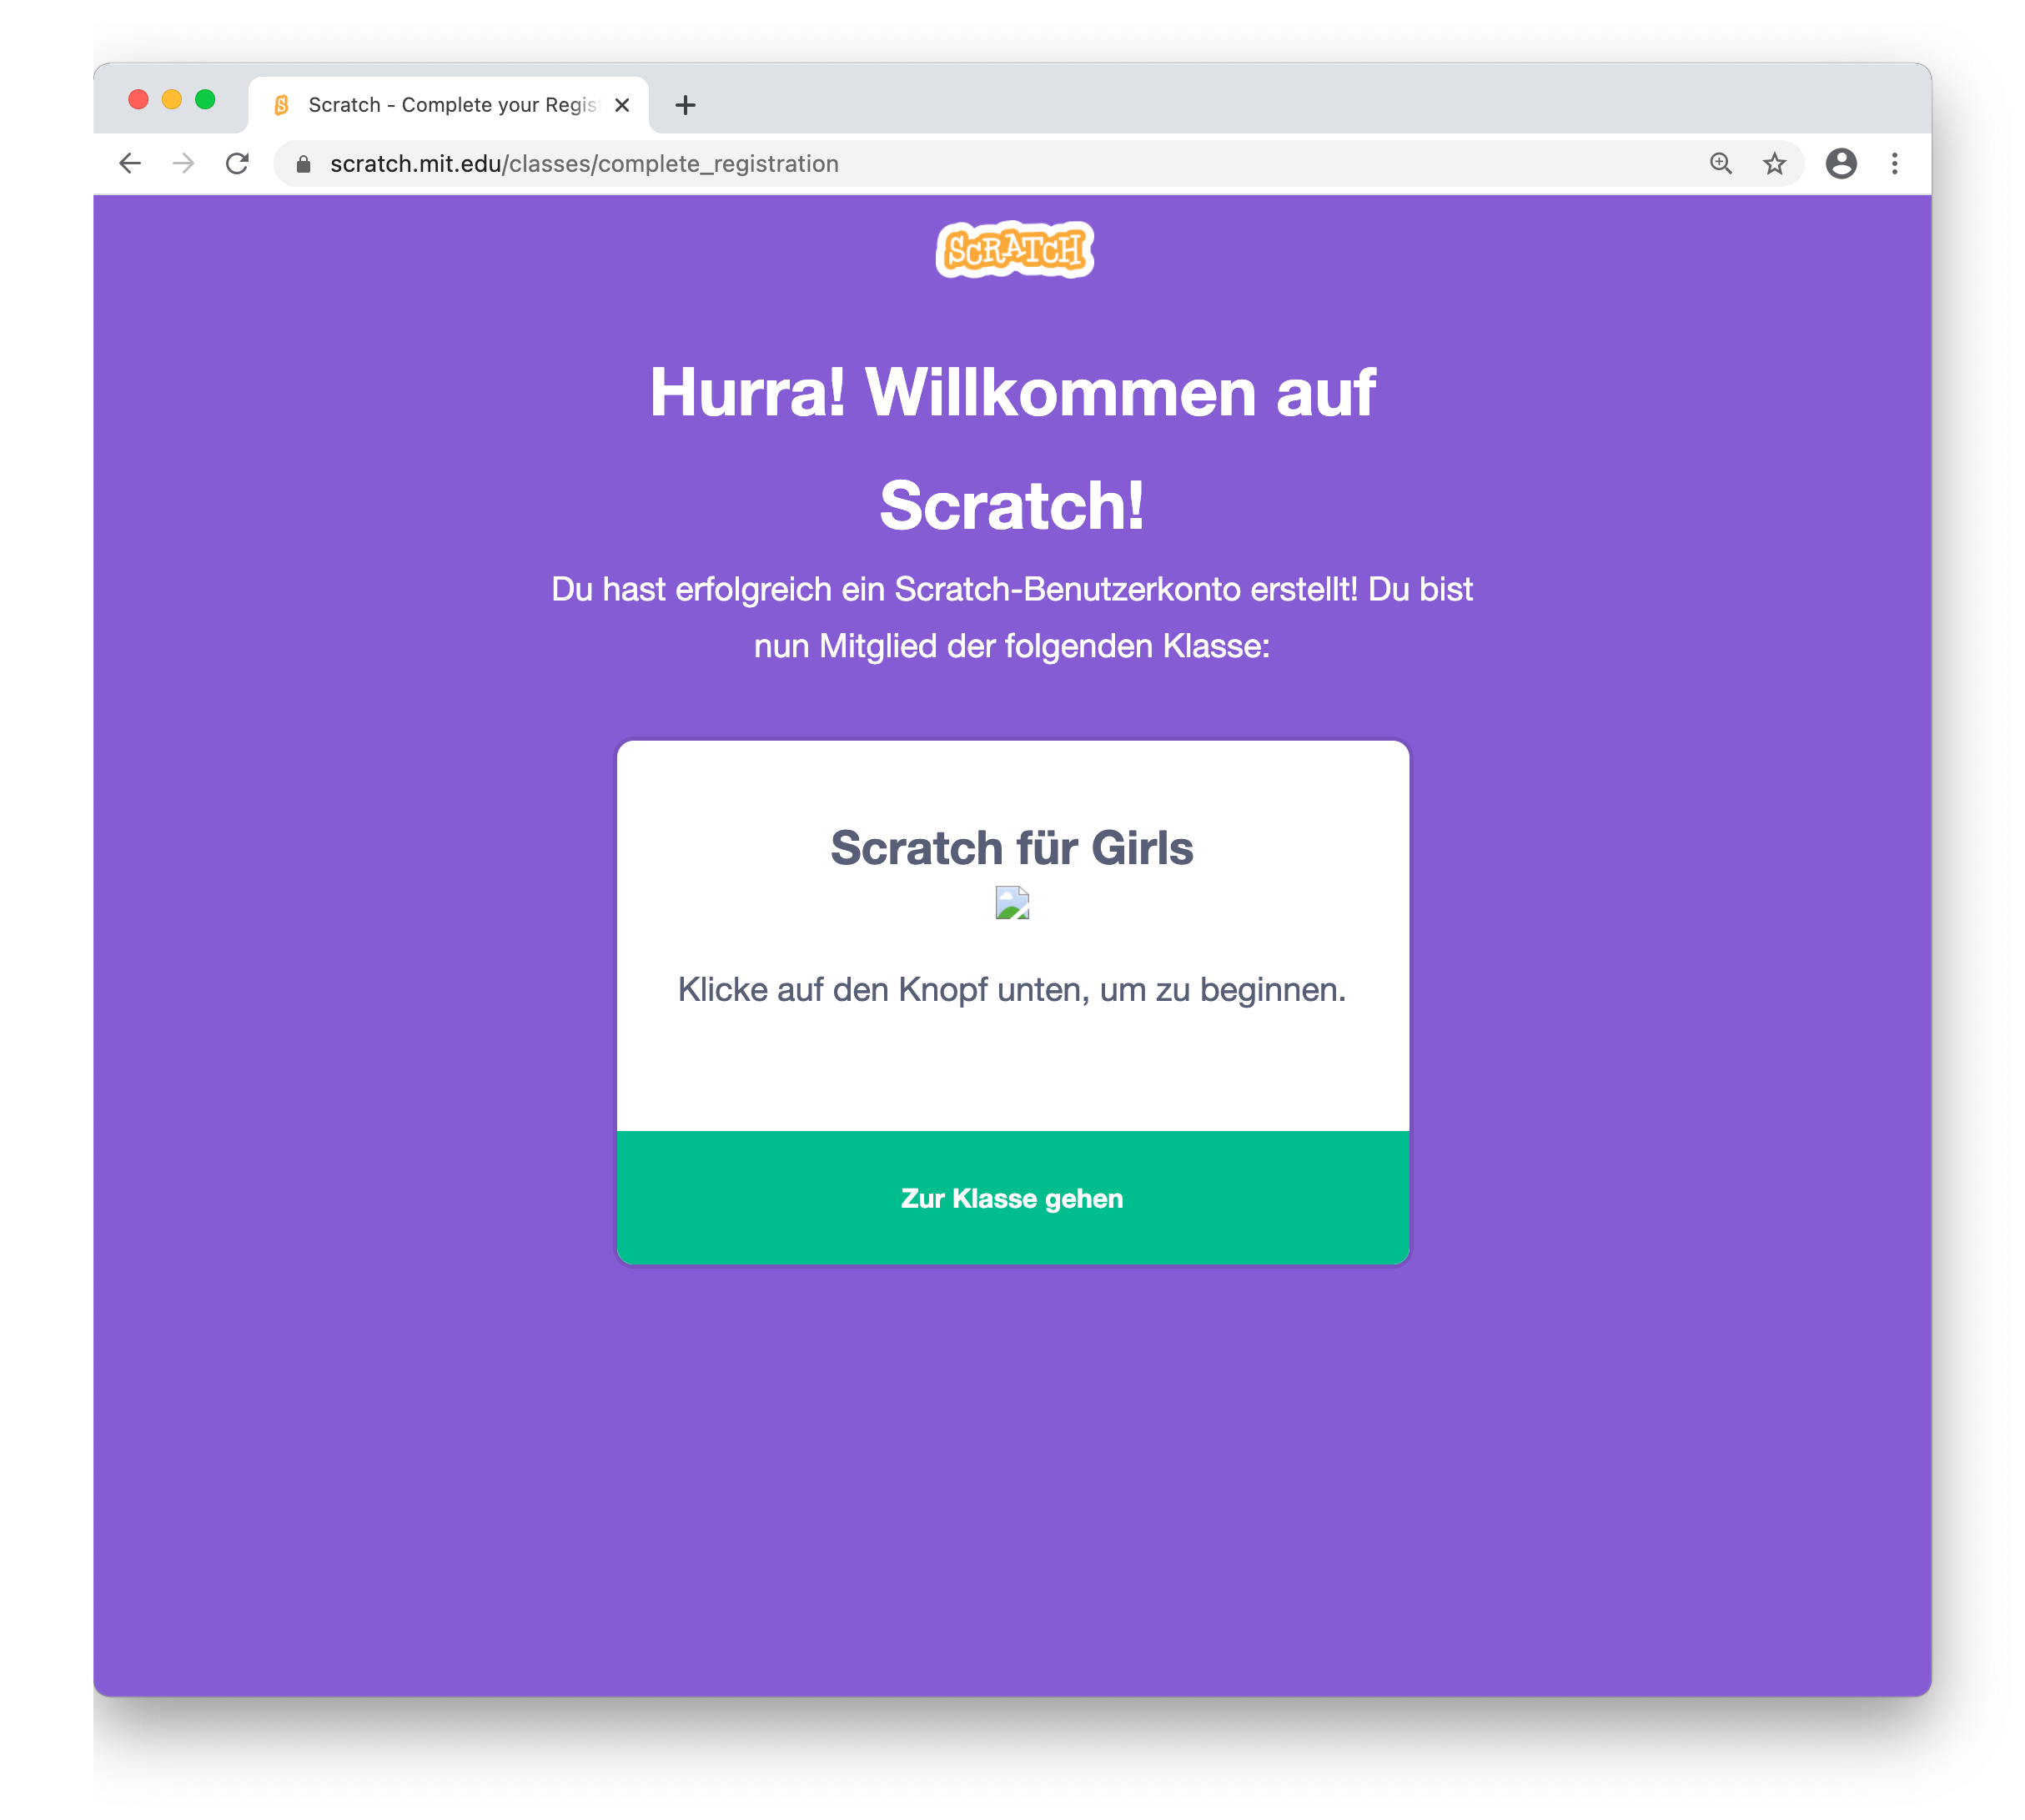 Scratch - Complete your Regis
scratch.mit.edu/classes/complete_registration
SCRATCH
Hurra! Willkommen auf
Scratch!
Du hast erfolgreich ein Scratch-Benutzerkonto erstellt! Du bist
nun Mitglied der folgenden Klasse:
Scratch für Girls
Klicke auf den Knopf unten, um zu beginnen.
Zur Klasse gehen